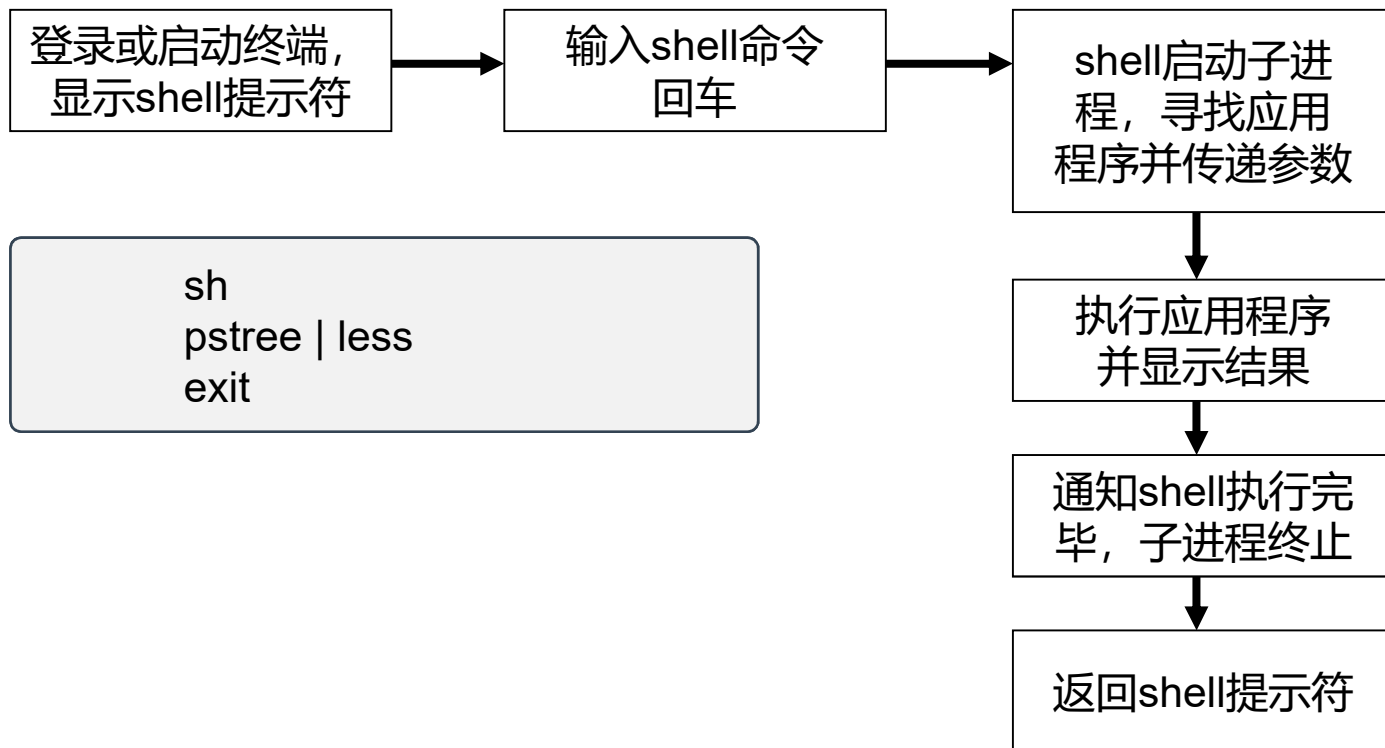 登录或启动终端，
显示shell提示符
输入shell命令
回车
shell启动子进
程，寻找应用
程序并传递参数
执行应用程序
并显示结果
通知shell执行完
毕，子进程终止
返回shell提示符
sh
pstree | less
exit